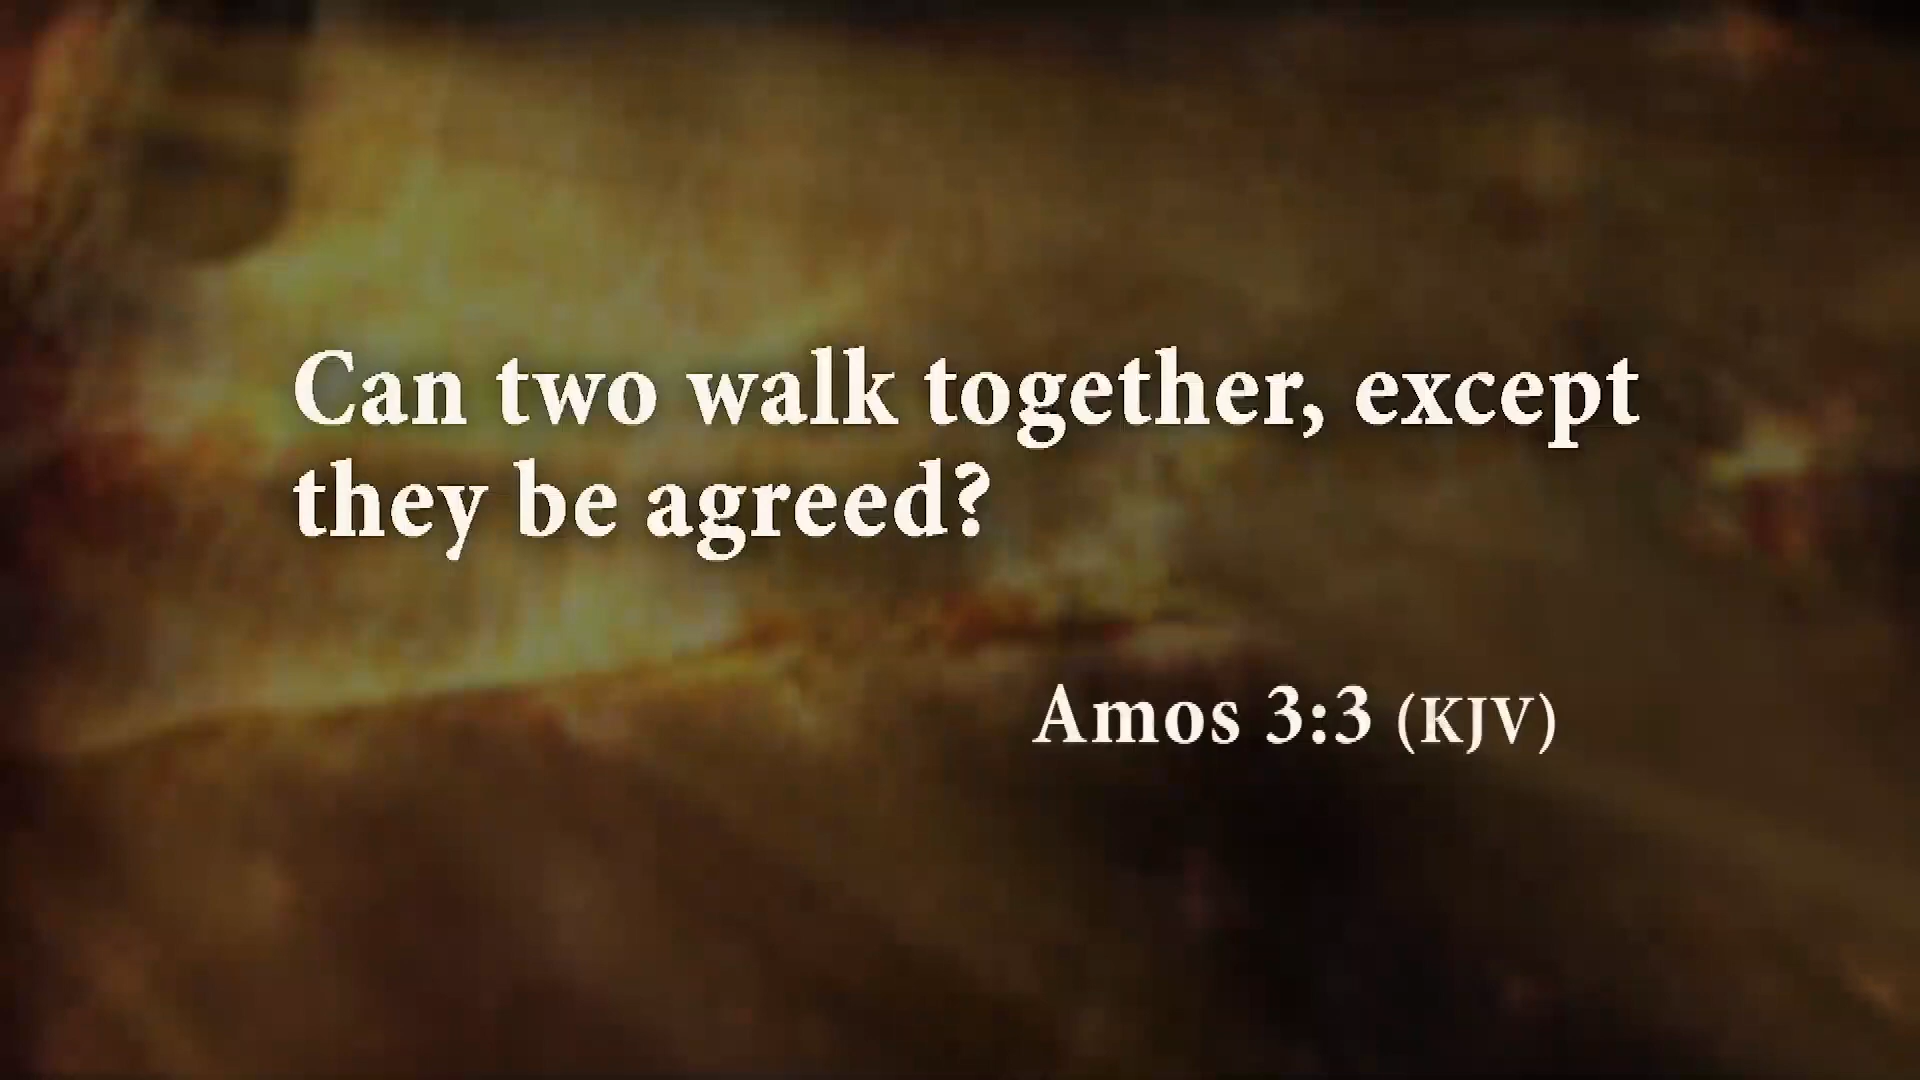 Can two walk together, except
they be agreed?
Amos 3:3 (KJV)